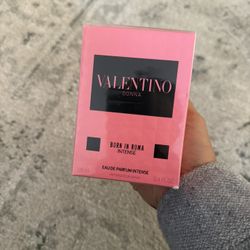 VALENTINO
DONNA
BORN IN ROMA
INTENSE
EAU DE PARFUM INTENSE